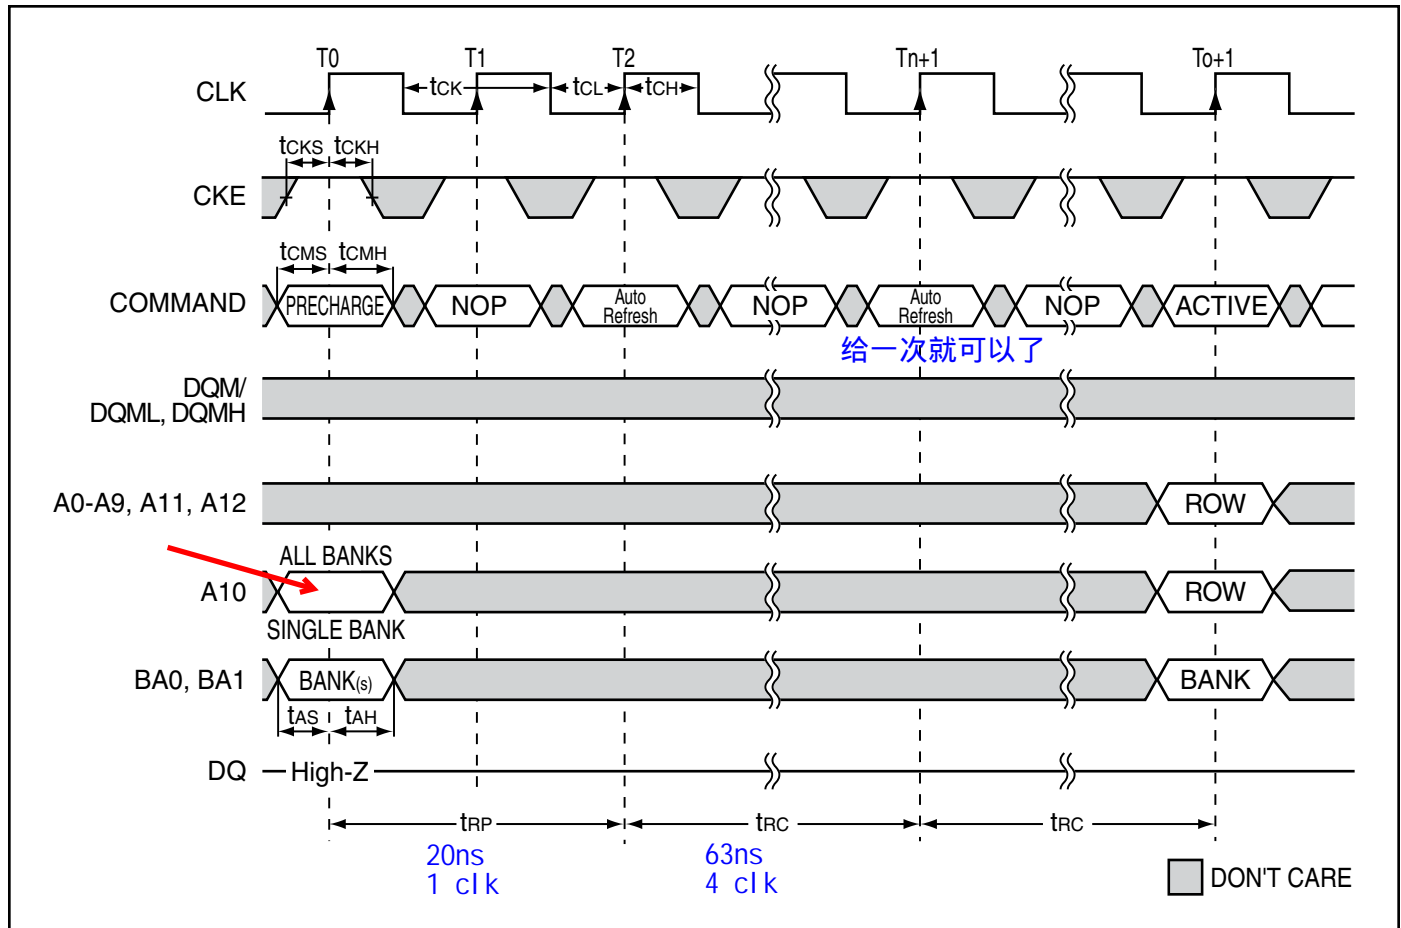 T0 T1 T2 Tn+1 To+1
CLK tCK tCL tCH
tCKS tCKH
CKE
tCMS tCMH
COMMAND PRECHARGE NOP Auto Refresh NOP Auto Refresh NOP ACTIVE
给一次就可以了
DQM/
DQML, DQMH
A0-A9, A11, A12 ROW
ALL BANKS
A10 ROW
SINGLE BANK
BA0, BA1 BANK(s) BANK
tAS tAH
DQ High-Z
tRP tRC tRC
20ns 63ns
1 clk 4 clk
DON'T CARE